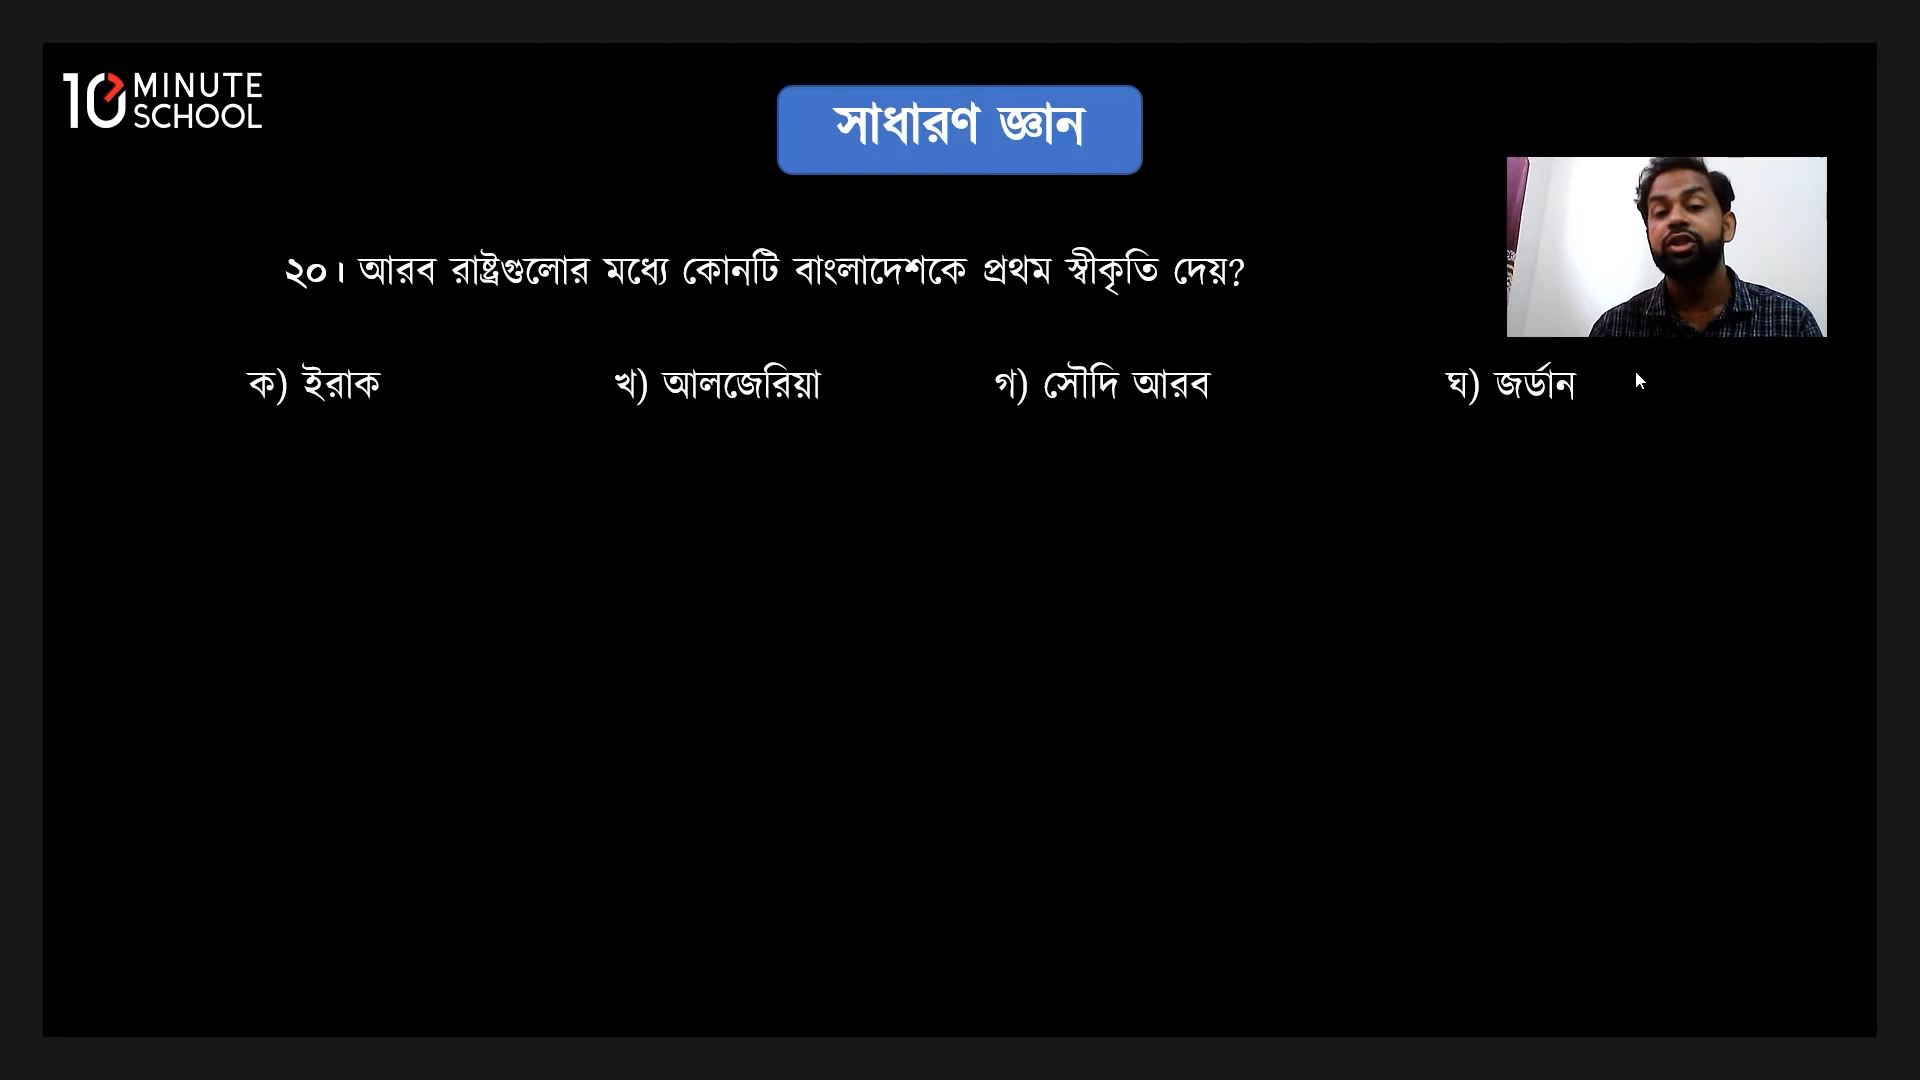 10 MINUTE SCHOOL
সাধারণ জ্ঞান
২০। আরব রাষ্ট্রগুলোর মধ্যে কোনটি বাংলাদেশকে প্রথম স্বীকৃতি দেয়?
ক) ইরাক খ) আলজেরিয়া গ) সৌদি আরব ঘ) জর্ডান